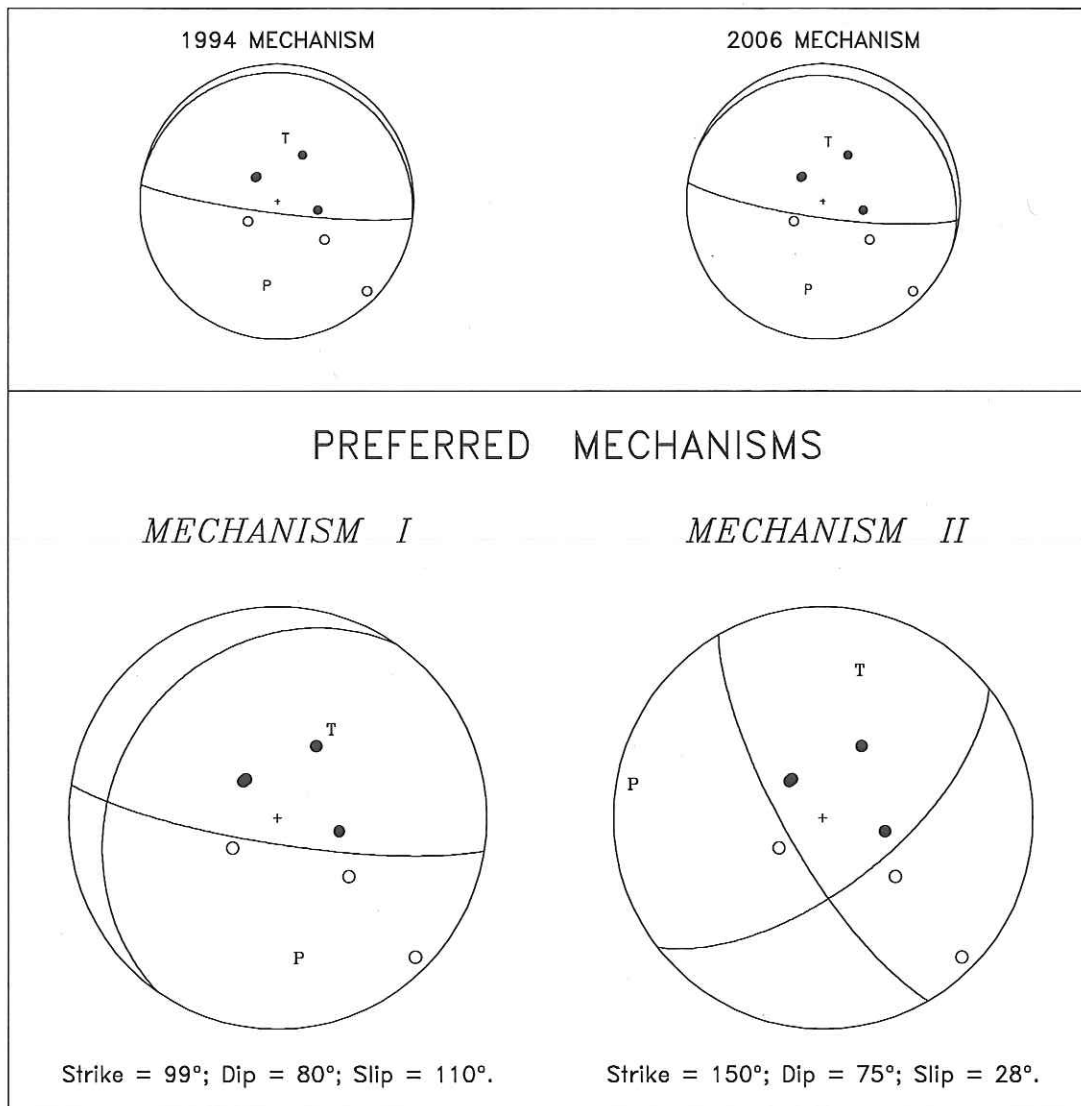 1994 MECHANISM
2006 MECHANISM
T
T
P
P
PREFERRED MECHANISMS
MECHANISM I
MECHANISM II
T
T
P
P
Strike = 99°; Dip = 80°; Slip = 110°.
Strike = 150°; Dip = 75°; Slip = 28°.